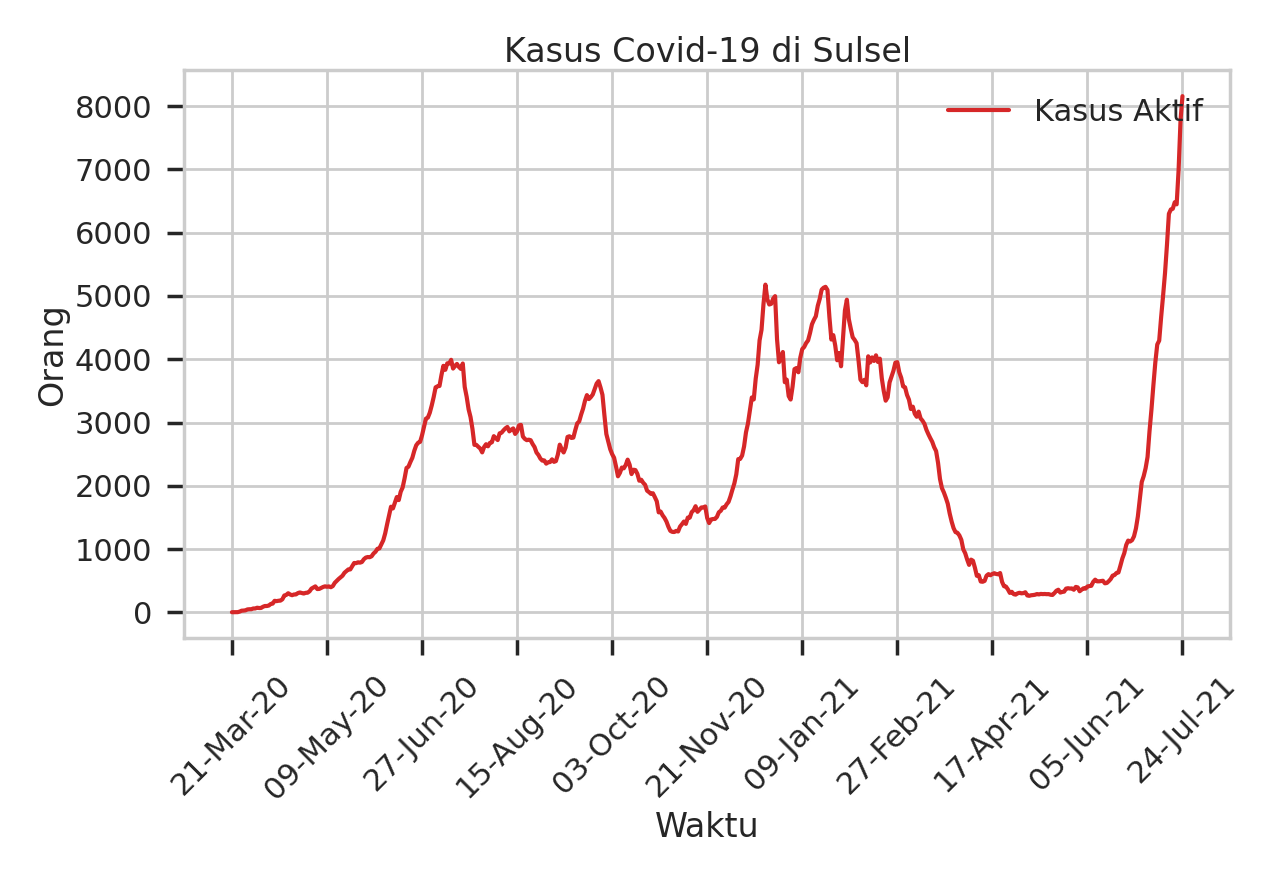 Kasus Covid-19 di Sulsel
Kasus Aktif
8000
7000
6000
5000
4000
3000
2000
1000
0
Orang
21-Mar-20
09-May-20
27-Jun-20
15-Aug-20
03-Oct-20
21-Nov-20
09-Jan-21
27-Feb-21
17-Apr-21
05-Jun-21
24-Jul-21
Waktu